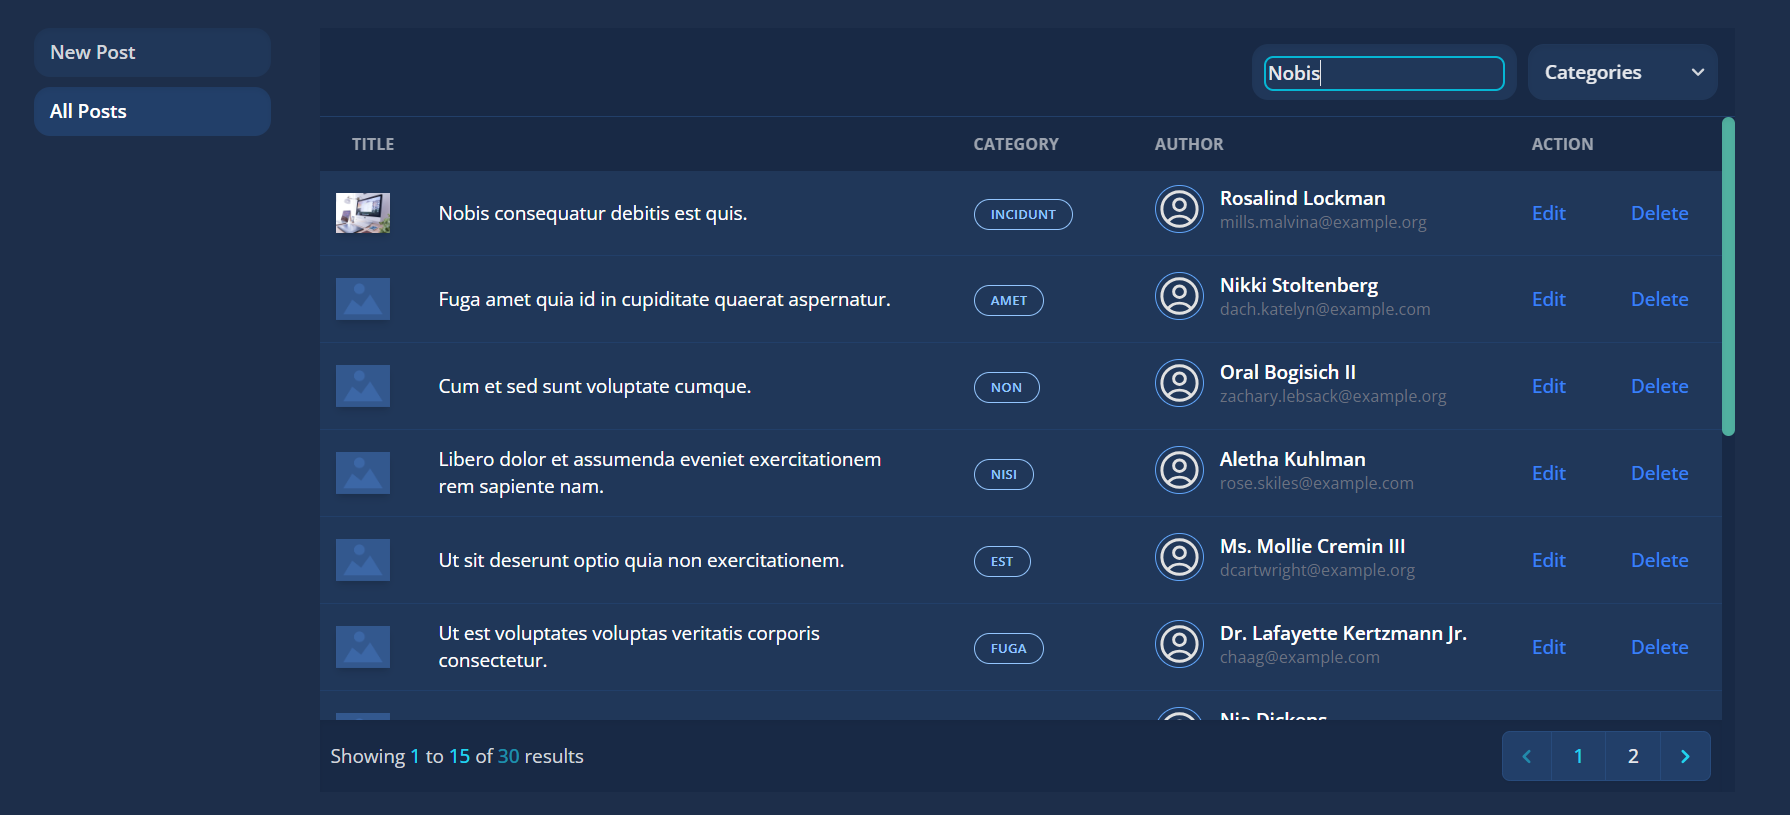 New Post
All Posts
Nobis
Categories
TITLE CATEGORY AUTHOR ACTION
Nobis consequatur debitis est quis. INCIDUNT Rosalind Lockman Edit Delete
mills.malvina@example.org
Fuga amet quia id in cupiditate quaerat aspernatur. AMET Nikki Stoltenberg Edit Delete
dach.katelyn@example.com
Cum et sed sunt voluptate cumque. NON Oral Bogisich II Edit Delete
zachary.lebsack@example.org
Libero dolor et assumenda eveniet exercitationem
rem sapiente nam. NISI Aletha Kuhlman Edit Delete
rose.skiles@example.com
Ut sit deserunt optio quia non exercitationem. EST Ms. Mollie Cremin III Edit Delete
dcartwright@example.org
Ut est voluptates voluptas veritatis corporis
consectetur. FUGA Dr. Lafayette Kertzmann Jr. Edit Delete
chaag@example.com
Nia Dickens
Showing 1 to 15 of 30 results 1 2